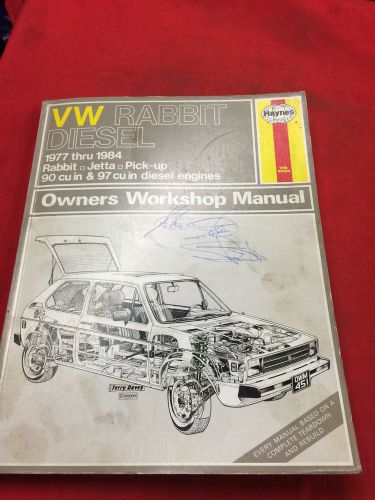 VW RABBIT
DIESEL
1977 thru 1984
Rabbit □ Jetta □ Pick-up
90 cu in & 97 cu in diesel engines
Haynes
Owners Workshop Manual
OWM
451
Terry Davey
EVERY MANUAL BASED ON A
COMPLETE TEARDOWN
AND REBUILD